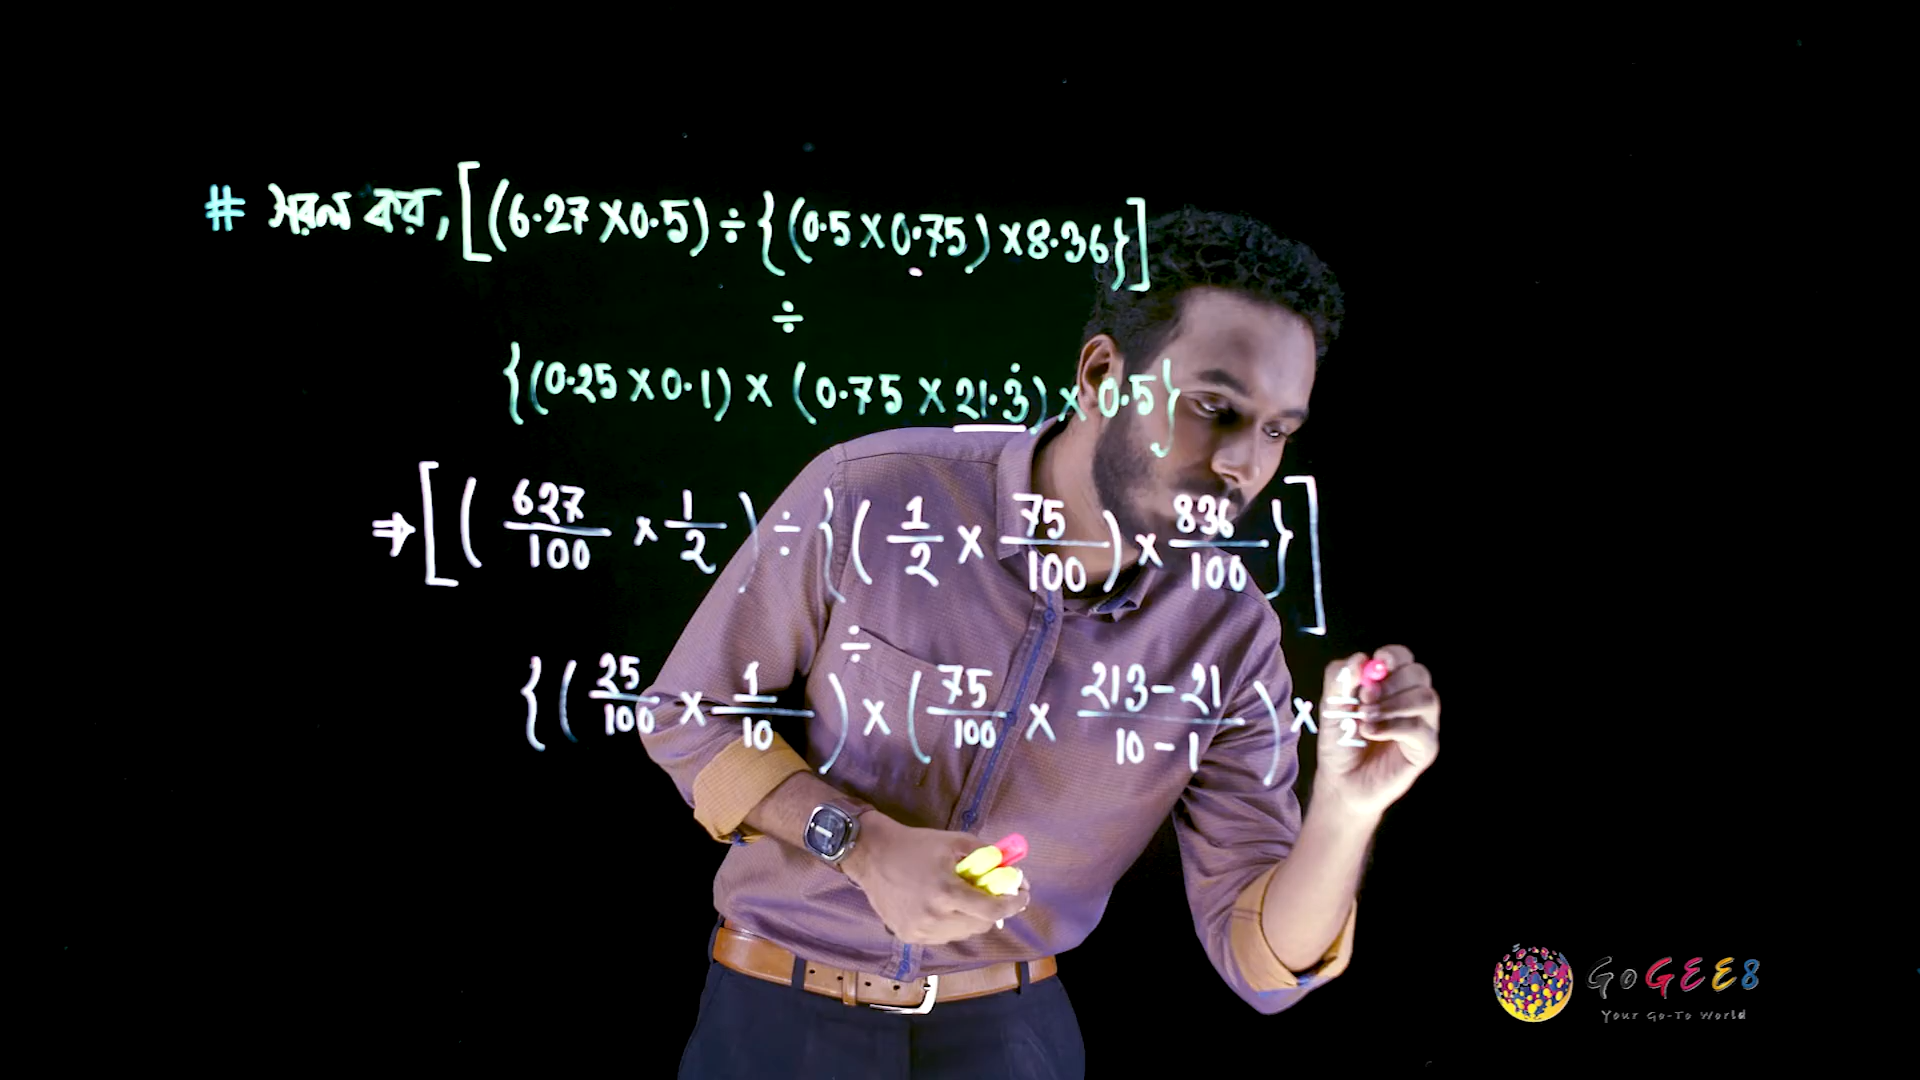 # সরল কর, [(6.27 × 0.5) ÷ {(0.5 × 0.75) × 8.36}]
÷
{(0.25 × 0.1) × (0.75 × 21.3̇) × 0.5}
⇒ [(627/100 × 1/2) ÷ {(1/2 × 75/100) × 836/100}]
÷
{(25/100 × 1/10) × (75/100 × 213-21/10-1) × 1/2
GoGEE8
Your Go-To World